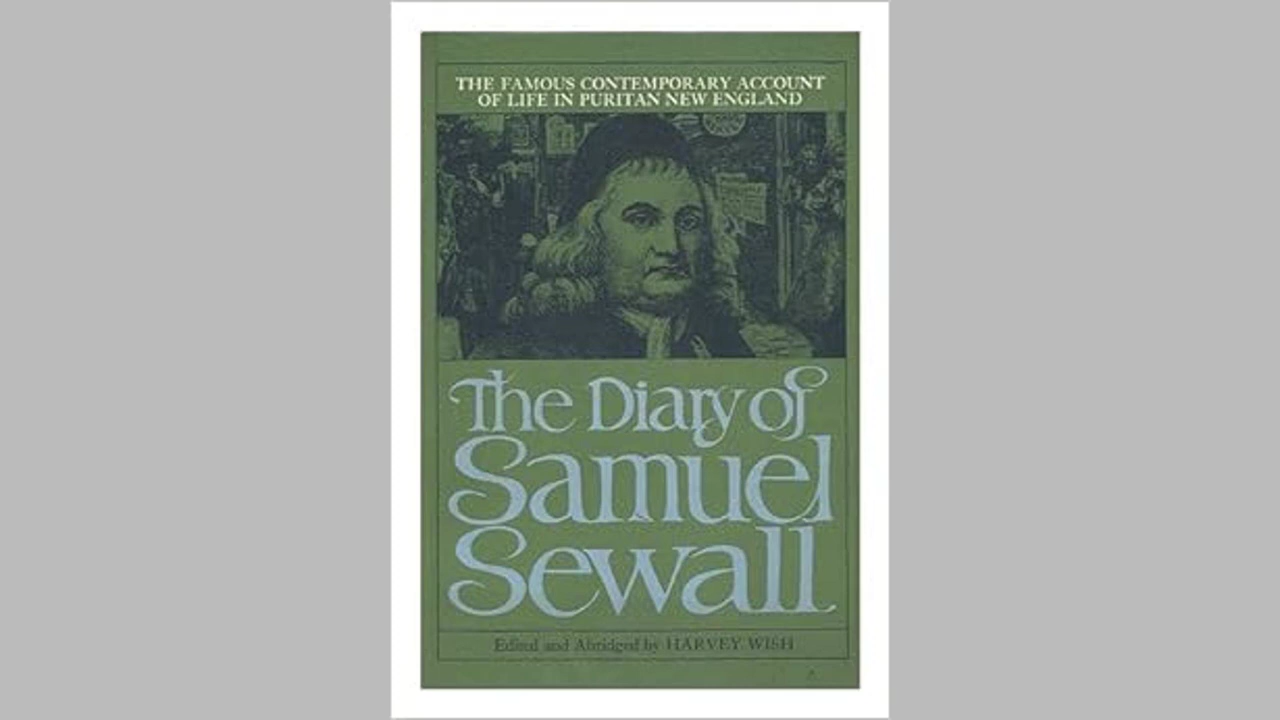 THE FAMOUS CONTEMPORARY ACCOUNT
OF LIFE IN PURITAN NEW ENGLAND
The Diary of
Samuel
Sewall
Edited and Abridged by HARVEY WISH